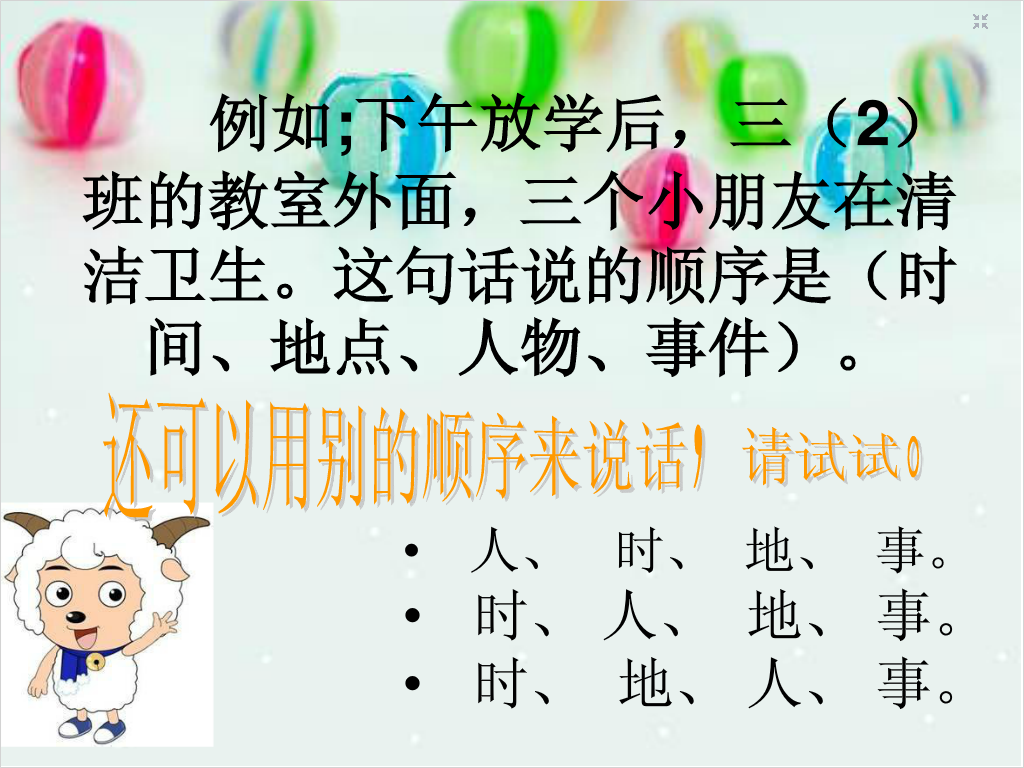 例如;下午放学后，三（2）
班的教室外面，三个小朋友在清
洁卫生。这句话说的顺序是（时
间、地点、人物、事件）。
还可以用别的顺序来说话，请试试。
• 人、 时、 地、 事。
• 时、 人、 地、 事。
• 时、 地、 人、 事。